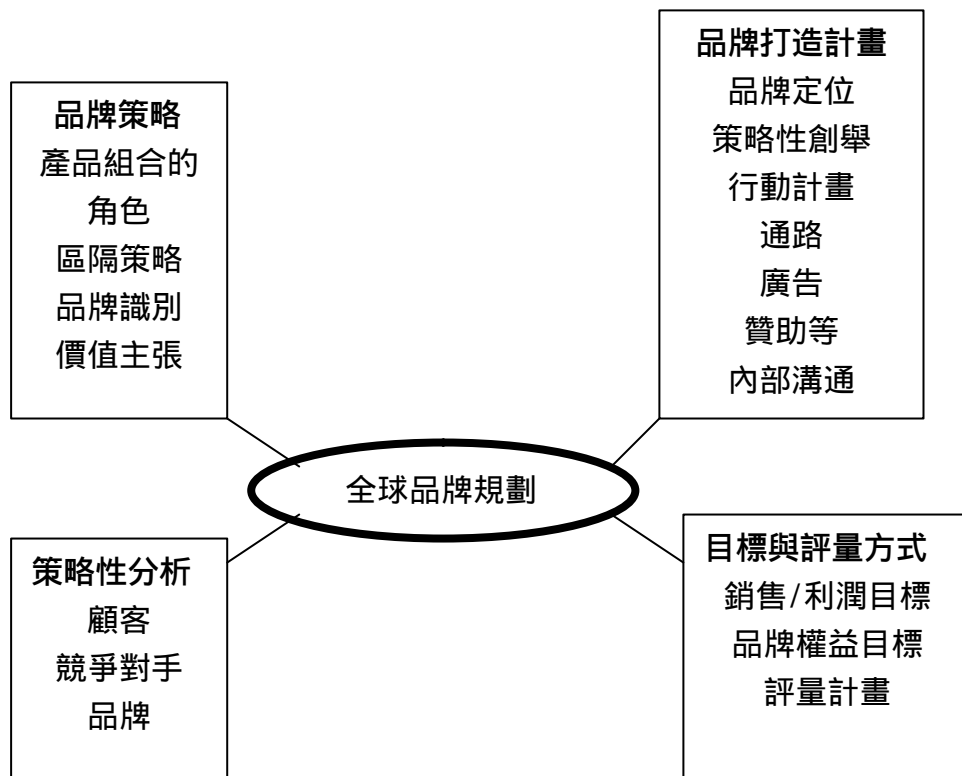 品牌策略
產品組合的
角色
區隔策略
品牌識別
價值主張
品牌打造計畫
品牌定位
策略性創舉
行動計畫
通路
廣告
贊助等
內部溝通
全球品牌規劃
策略性分析
顧客
競爭對手
品牌
目標與評量方式
銷售/利潤目標
品牌權益目標
評量計畫